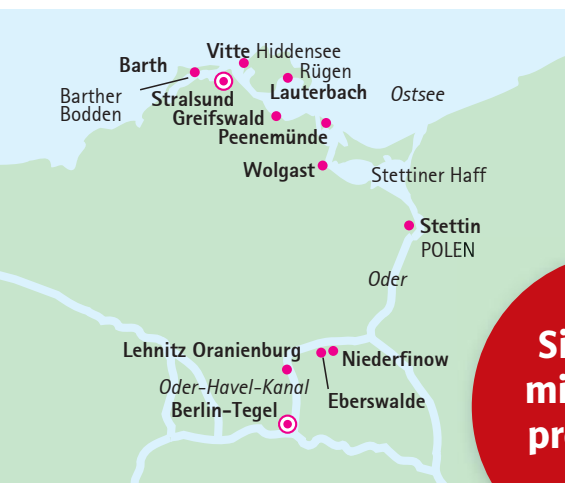 Vitte Hiddensee
Barth
Rügen
Barther
Bodden
Stralsund
Lauterbach
Ostsee
Greifswald
Peenemünde
Wolgast
Stettiner Haff
Stettin
POLEN
Oder
Lehnitz Oranienburg
Niederfinow
Oder-Havel-Kanal
Eberswalde
Berlin-Tegel